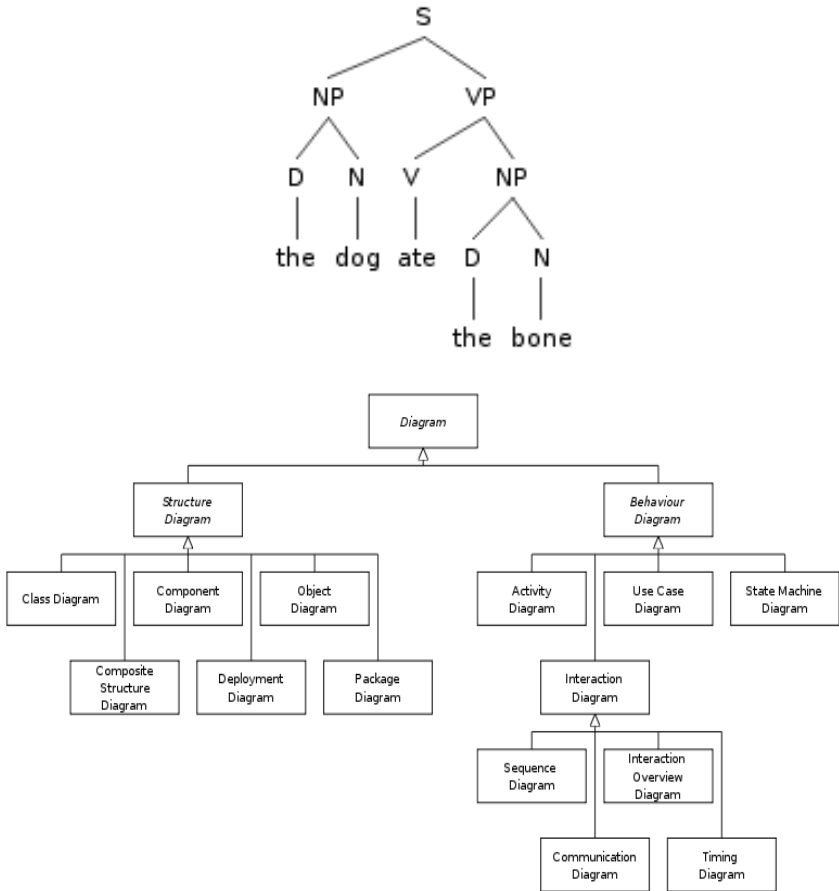 S
NP VP
D N V NP
the dog ate D N
the bone
Diagram
Structure
Diagram
Behaviour
Diagram
Class Diagram
Component
Diagram
Object
Diagram
Activity
Diagram
Use Case
Diagram
State Machine
Diagram
Composite
Structure
Diagram
Deployment
Diagram
Package
Diagram
Interaction
Diagram
Sequence
Diagram
Interaction
Overview
Diagram
Communication
Diagram
Timing
Diagram